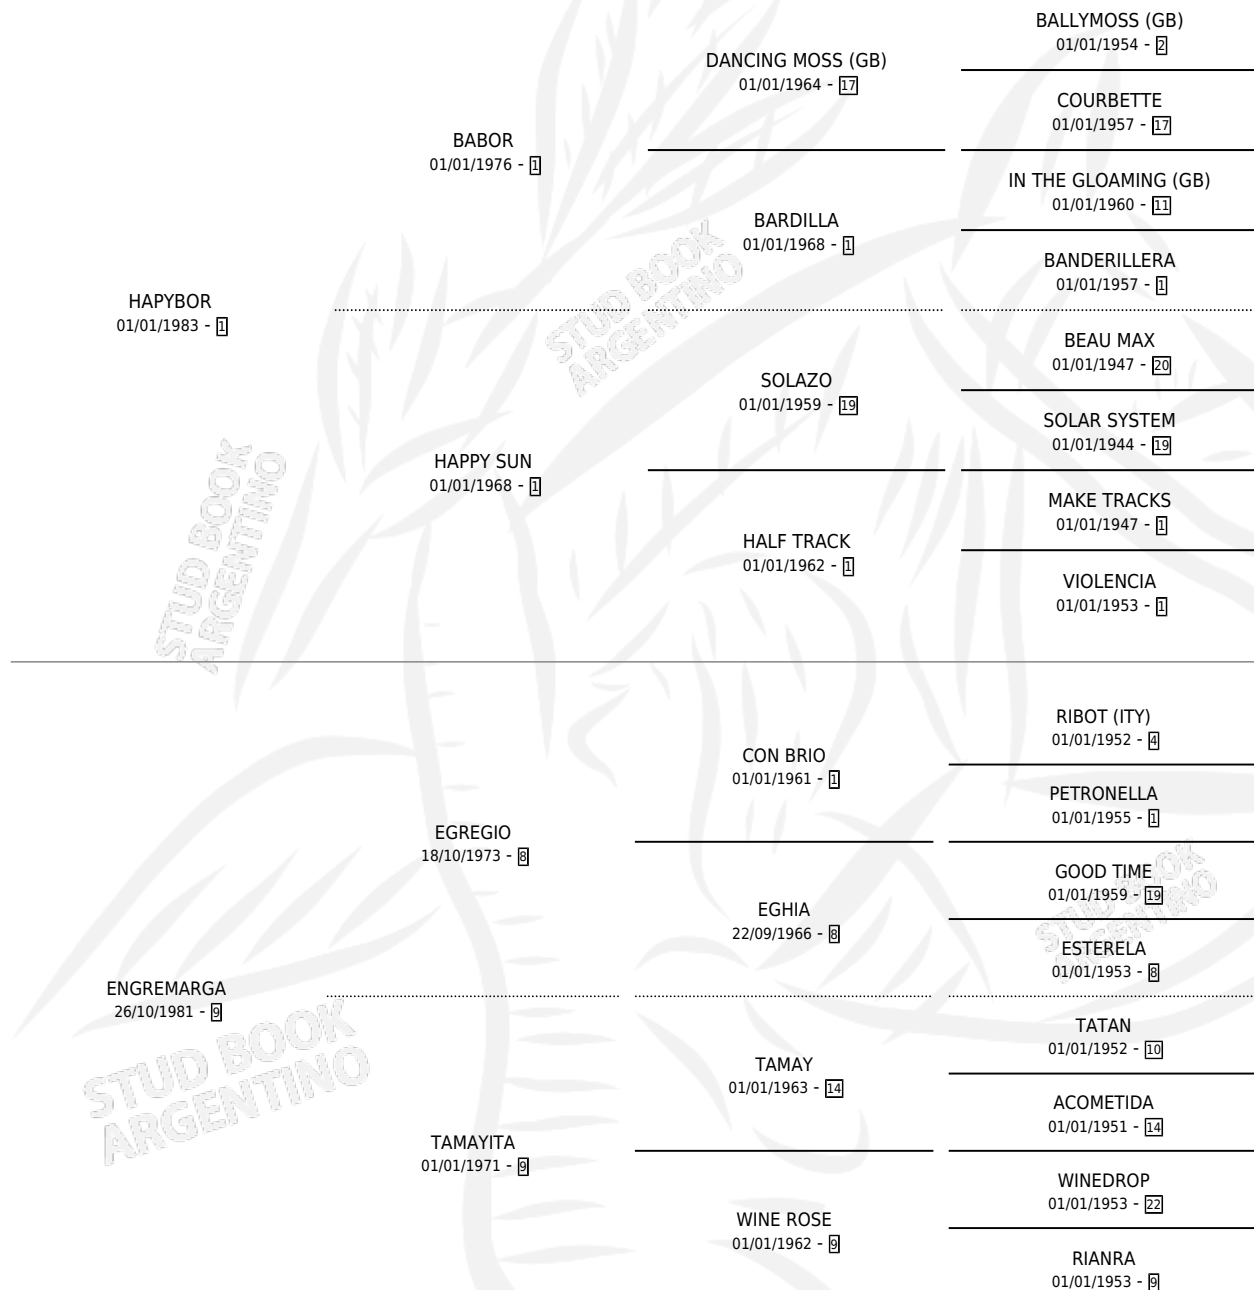 BALLYMOSS (GB)
01/01/1954 - 2
DANCING MOSS (GB)
01/01/1964 - 17
COURBETTE
01/01/1957 - 17
BABOR
01/01/1976 - 1
IN THE GLOAMING (GB)
01/01/1960 - 11
BARDILLA
01/01/1968 - 1
BANDERILLERA
01/01/1957 - 1
HAPYBOR
01/01/1983 - 1
BEAU MAX
01/01/1947 - 20
SOLAZO
01/01/1959 - 19
SOLAR SYSTEM
01/01/1944 - 19
HAPPY SUN
01/01/1968 - 1
MAKE TRACKS
01/01/1947 - 1
HALF TRACK
01/01/1962 - 1
VIOLENCIA
01/01/1953 - 1
RIBOT (ITY)
01/01/1952 - 4
CON BRIO
01/01/1961 - 1
PETRONELLA
01/01/1955 - 1
EGREGIO
18/10/1973 - 8
GOOD TIME
01/01/1959 - 19
EGHIA
22/09/1966 - 8
ESTERELA
01/01/1953 - 8
ENGREMARGA
26/10/1981 - 9
TATAN
01/01/1952 - 10
TAMAY
01/01/1963 - 14
ACOMETIDA
01/01/1951 - 14
TAMAYITA
01/01/1971 - 9
WINEDROP
01/01/1953 - 22
WINE ROSE
01/01/1962 - 9
RIANRA
01/01/1953 - 9
STUD BOOK
ARGENTINO
STUD BOOK
ARGENTINO
STUD BOOK
ARGENTINO
STUD BOOK
ARGENTINO